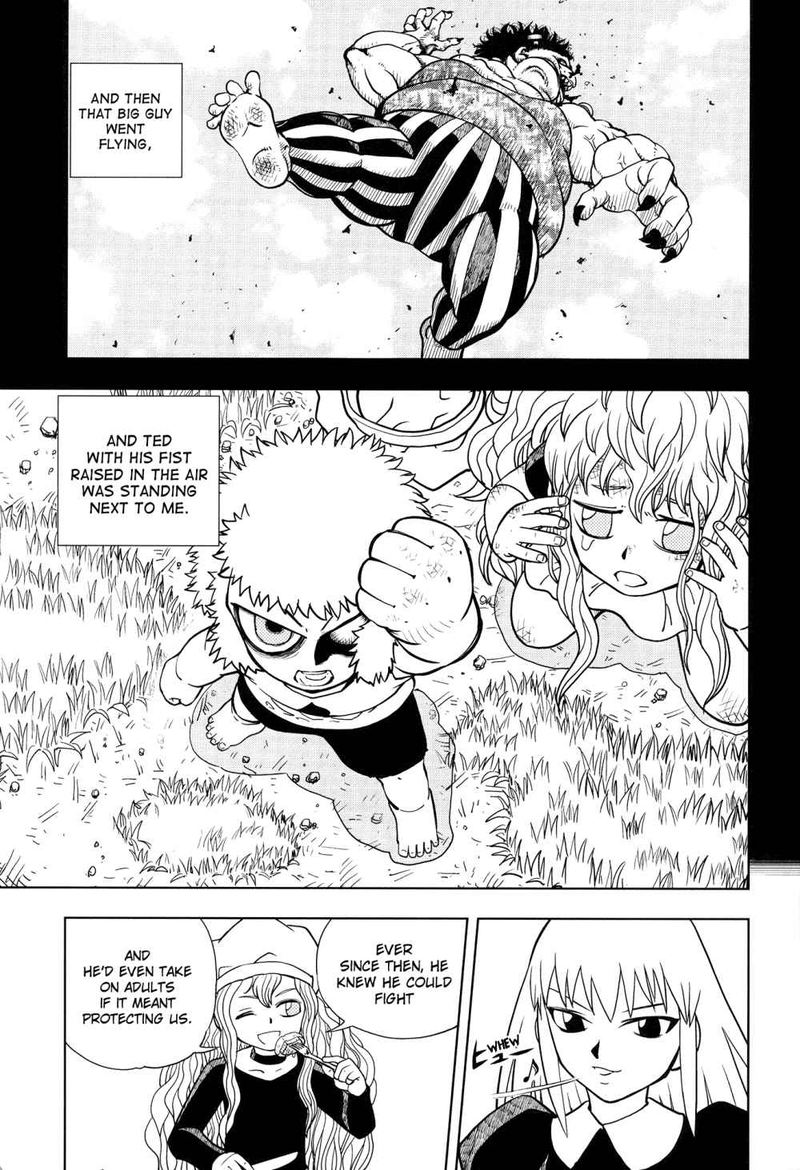 AND THEN
THAT BIG GUY
WENT
FLYING,
AND TED
WITH HIS FIST
RAISED IN THE AIR
WAS STANDING
NEXT TO ME.
WHEW
EVER
SINCE THEN, HE
KNEW HE COULD
FIGHT
AND
HE'D EVEN TAKE
ON ADULTS
IF IT MEANT
PROTECTING US.